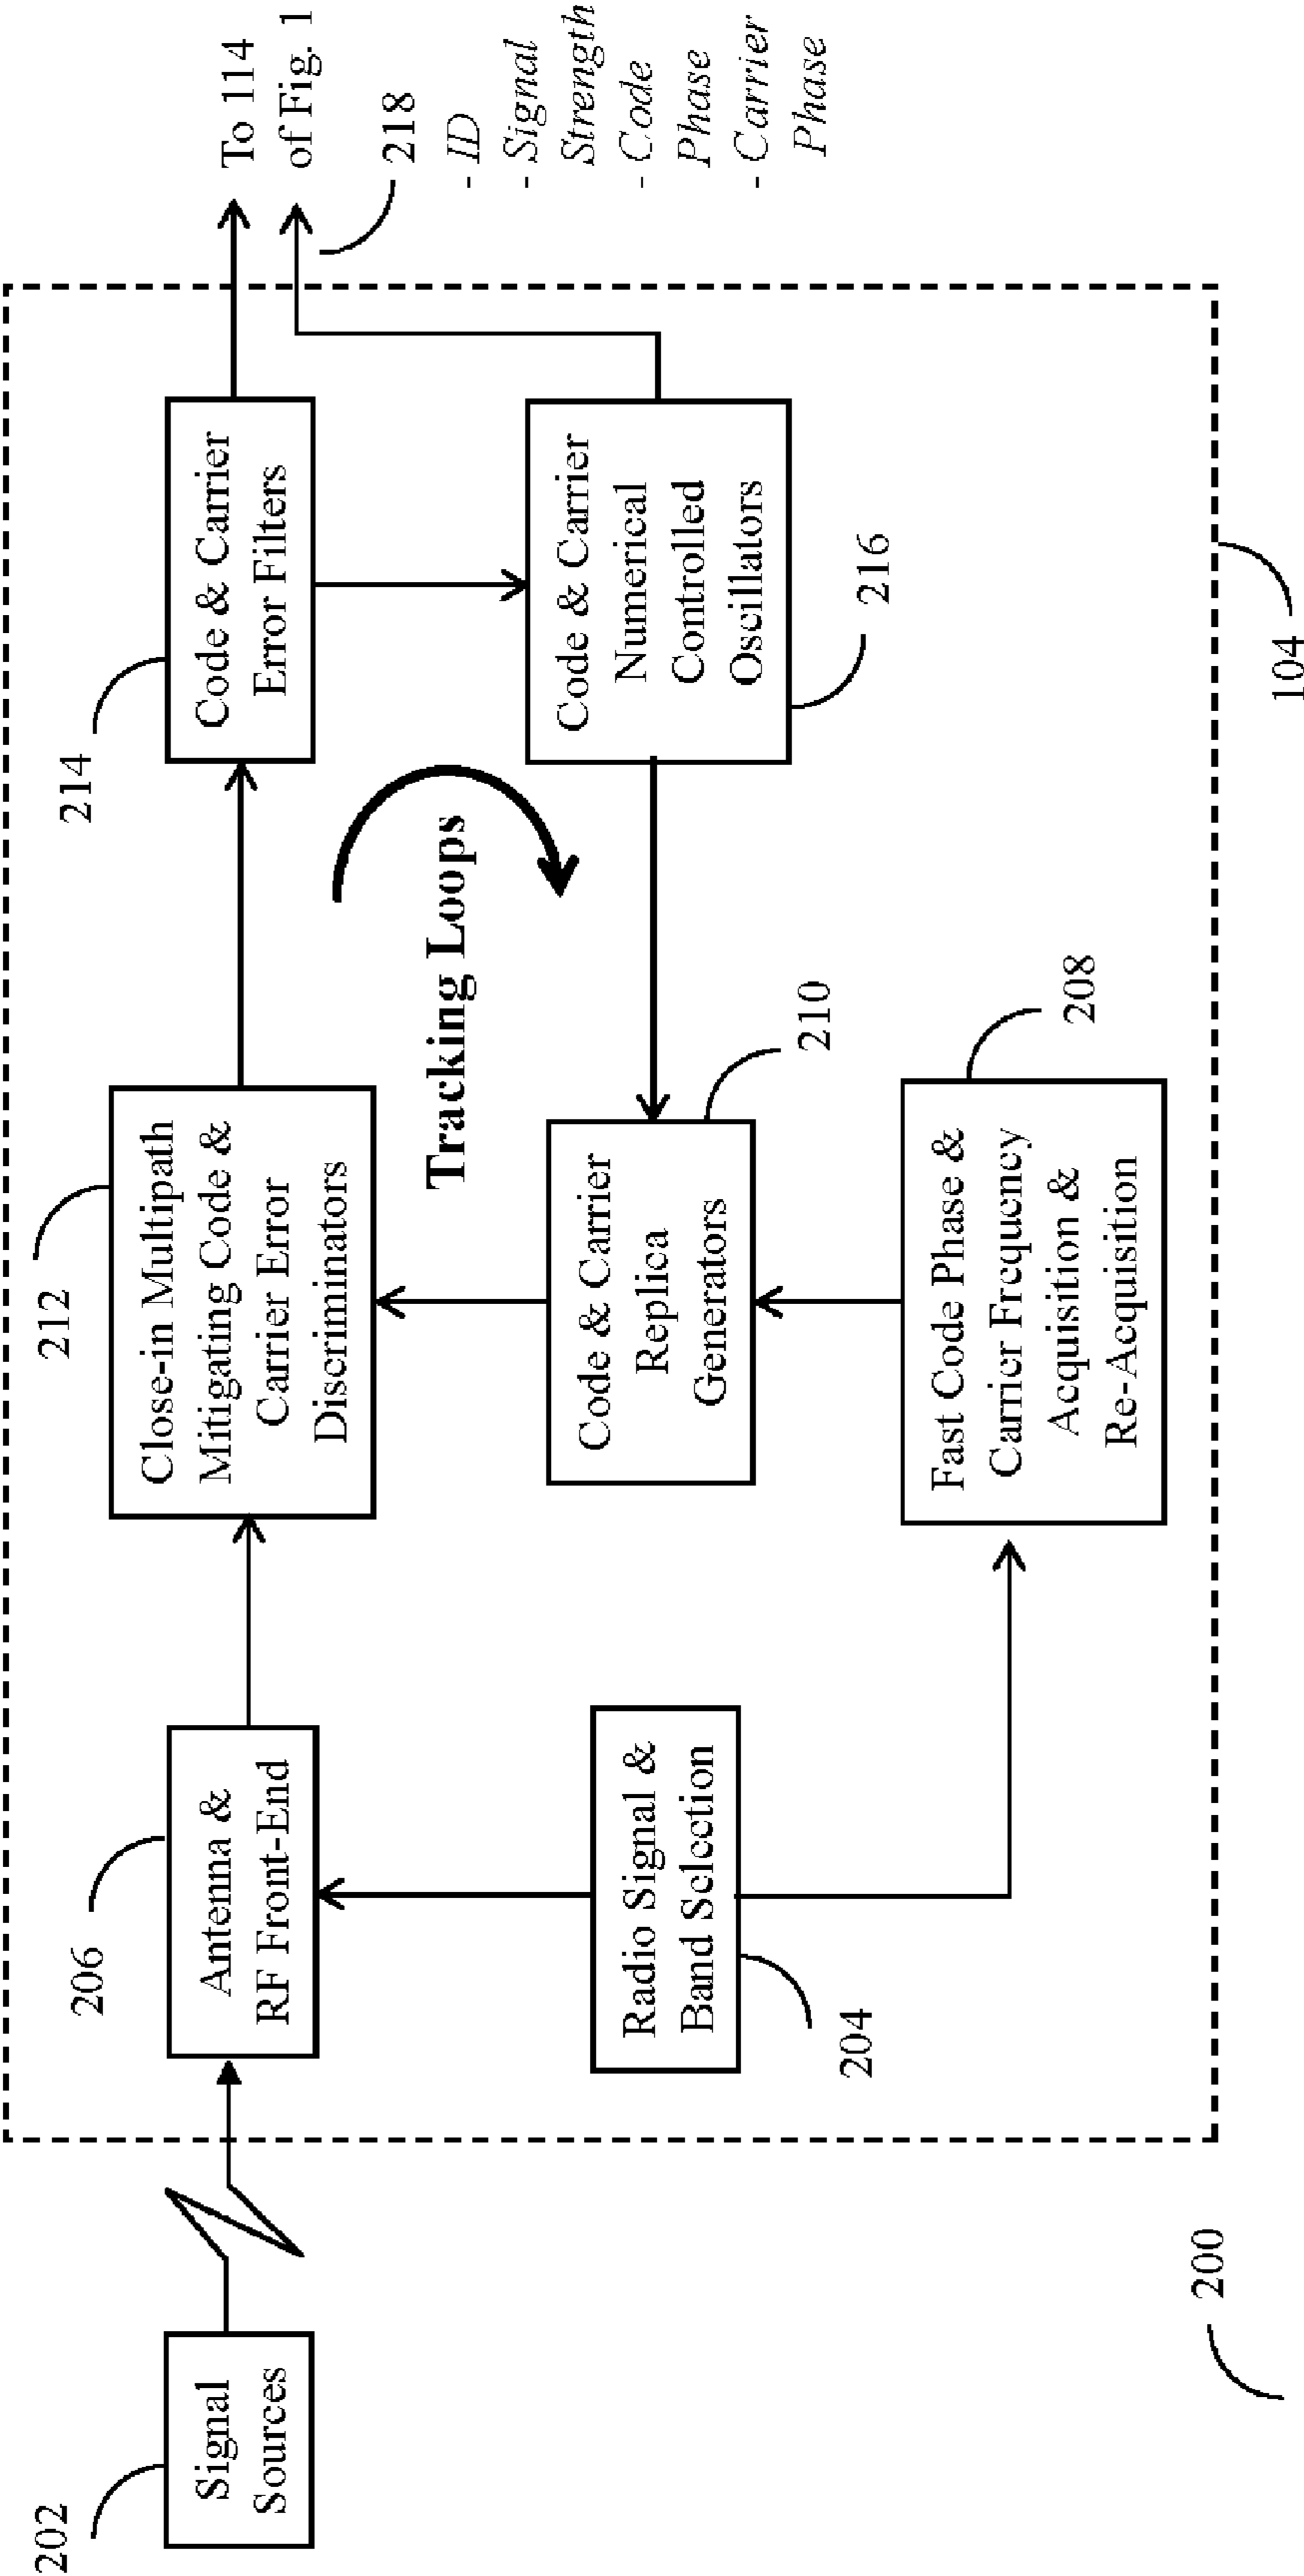 202
Signal
Sources
206
Antenna &
RF Front-End
Radio Signal &
Band Selection
204
212
Close-in Multipath
Mitigating Code &
Carrier Error
Discriminators
Code & Carrier
Replica
Generators
210
Fast Code Phase &
Carrier Frequency
Acquisition &
Re-Acquisition
208
Tracking Loops
214
Code & Carrier
Error Filters
Code & Carrier
Numerical
Controlled
Oscillators
216
To 114
of Fig. 1
218
- ID
- Signal
Strength
- Code
Phase
- Carrier
Phase
104
200